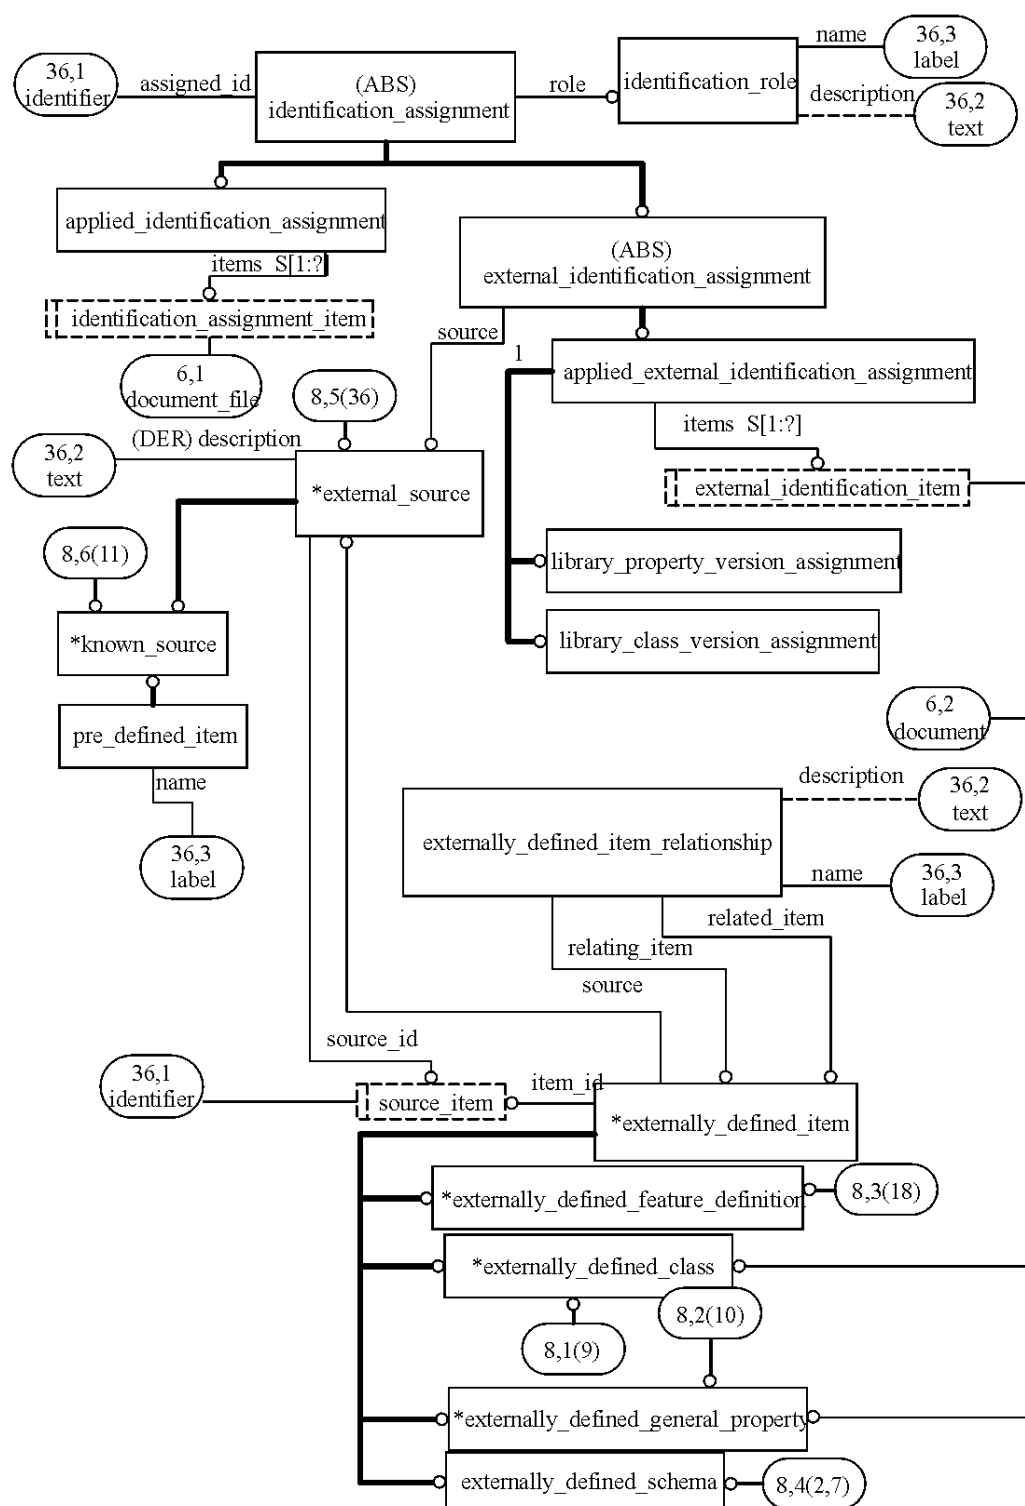 name
36,3
label
36,1
identifier
assigned_id
(ABS)
identification_assignment
role
identification_role
description
36,2
text
applied_identification_assignment
items S[1:?
(ABS)
external_identification_assignment
identification_assignment_item
source
1
6,1
document_file
8,5(36)
applied_external_identification_assignment
items S[1:?]
(DER) description
36,2
text
*external_source
external_identification_item
8,6(11)
library_property_version_assignment
*known_source
library_class_version_assignment
pre_defined_item
6,2
document
name
description
36,2
text
36,3
label
externally_defined_item_relationship
name
36,3
label
related_item
relating_item
source
source_id
36,1
identifier
item_id
source_item
*externally_defined_item
*externally_defined_feature_definition
8,3(18)
*externally_defined_class
8,2(10)
8,1(9)
*externally_defined_general_property
externally_defined_schema
8,4(2,7)